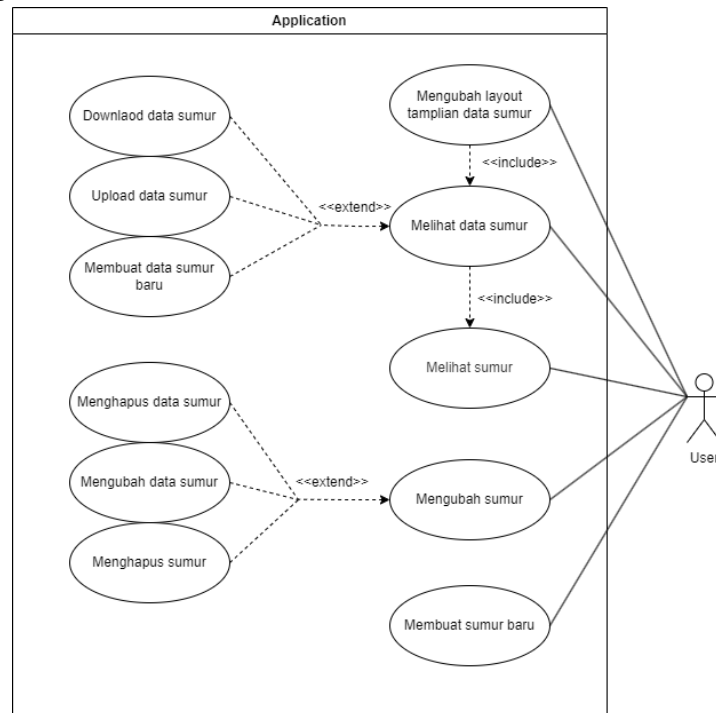 Application
Downlaod data sumur
Mengubah layout
tamplian data sumur
<<include>>
Upload data sumur
<<extend>>
Melihat data sumur
Membuat data sumur
baru
<<include>>
Melihat sumur
Menghapus data sumur
User
Mengubah data sumur
<<extend>>
Mengubah sumur
Menghapus sumur
Membuat sumur baru